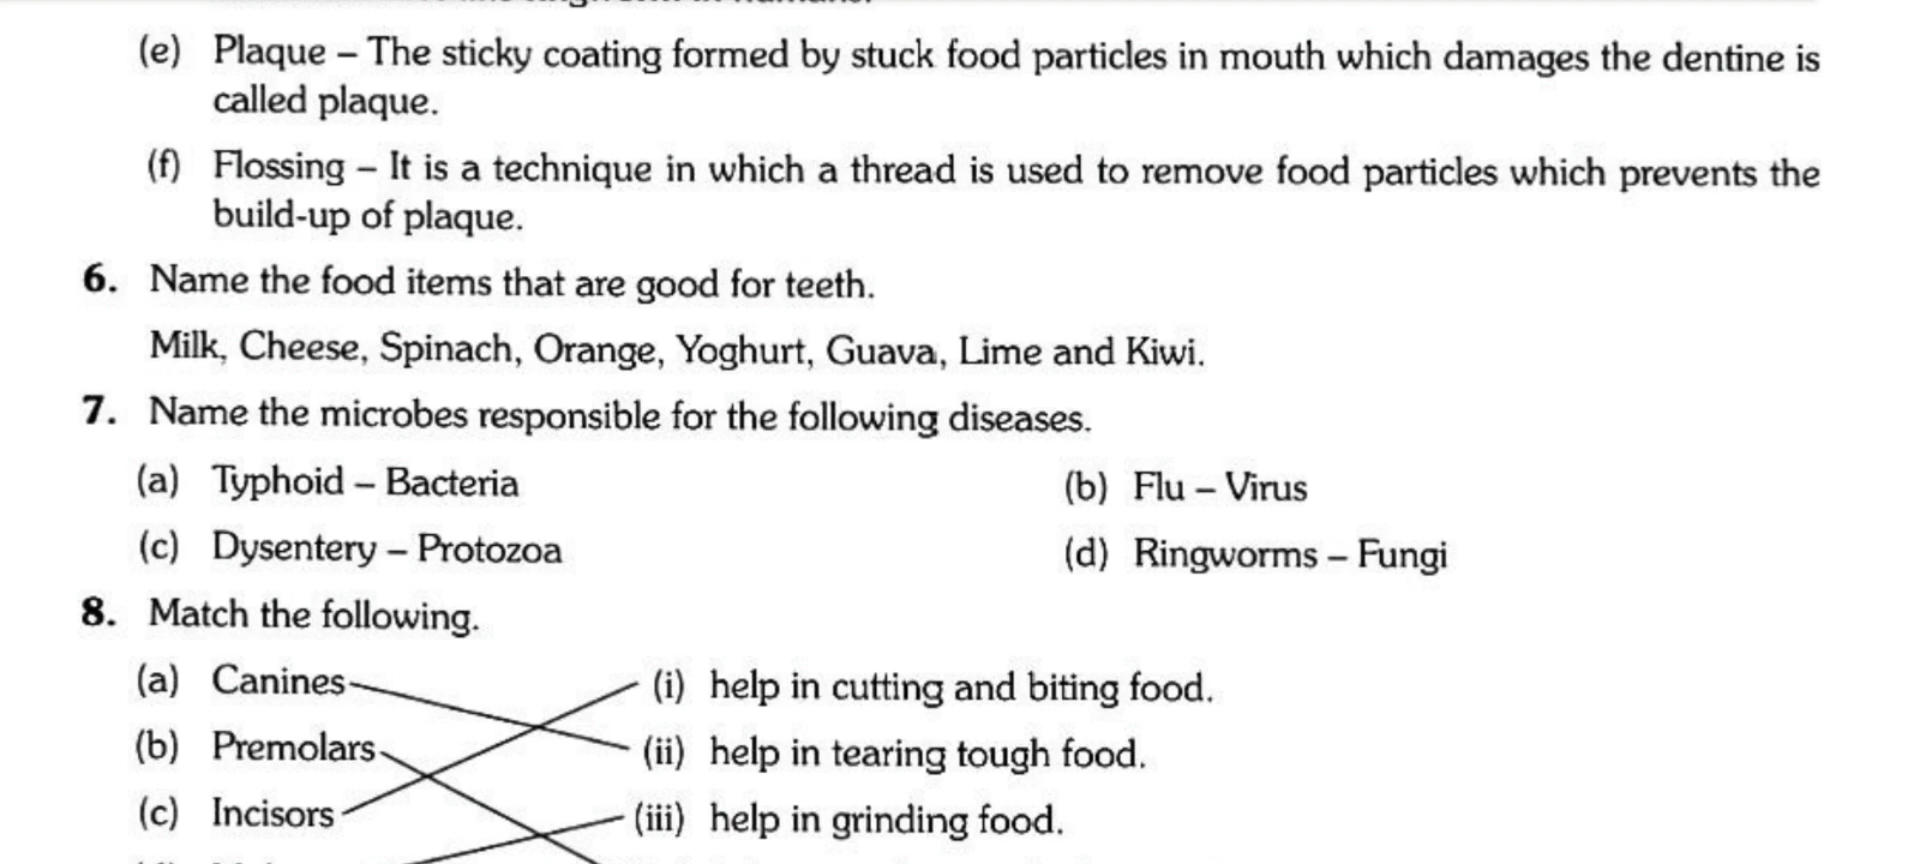 (e) Plaque – The sticky coating formed by stuck food particles in mouth which damages the dentine is
called plaque.
(f) Flossing – It is a technique in which a thread is used to remove food particles which prevents the
build-up of plaque.
6. Name the food items that are good for teeth.
Milk, Cheese, Spinach, Orange, Yoghurt, Guava, Lime and Kiwi.
7. Name the microbes responsible for the following diseases.
(a) Typhoid – Bacteria (b) Flu – Virus
(c) Dysentery – Protozoa (d) Ringworms – Fungi
8. Match the following.
(a) Canines (i) help in cutting and biting food.
(b) Premolars (ii) help in tearing tough food.
(c) Incisors (iii) help in grinding food.